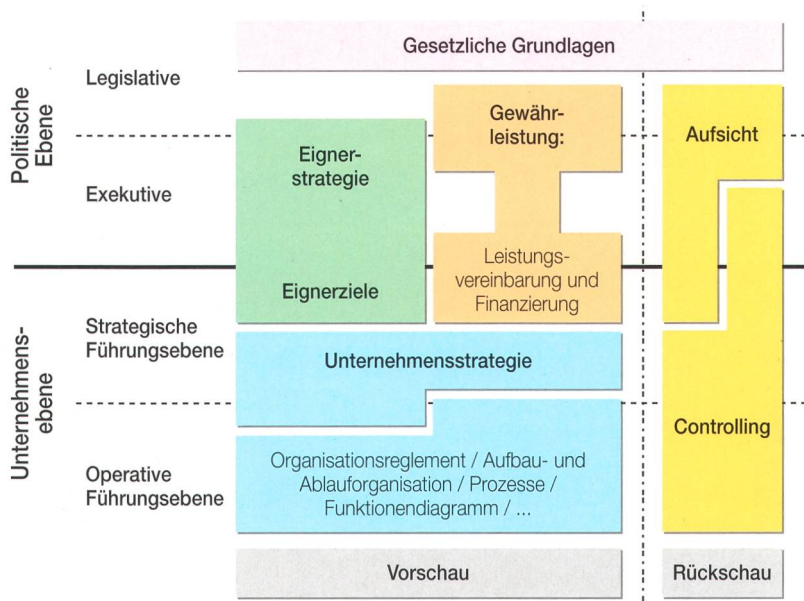 Gesetzliche Grundlagen
Politische
Ebene
Legislative
Exekutive
Eigner-
strategie
Eignerziele
Gewähr-
leistung:
Leistungs-
vereinbarung und
Finanzierung
Aufsicht
Unternehmens-
ebene
Strategische
Führungsebene
Unternehmensstrategie
Controlling
Operative
Führungsebene
Organisationsreglement / Aufbau- und
Ablauforganisation / Prozesse /
Funktionendiagramm / ...
Vorschau
Rückschau